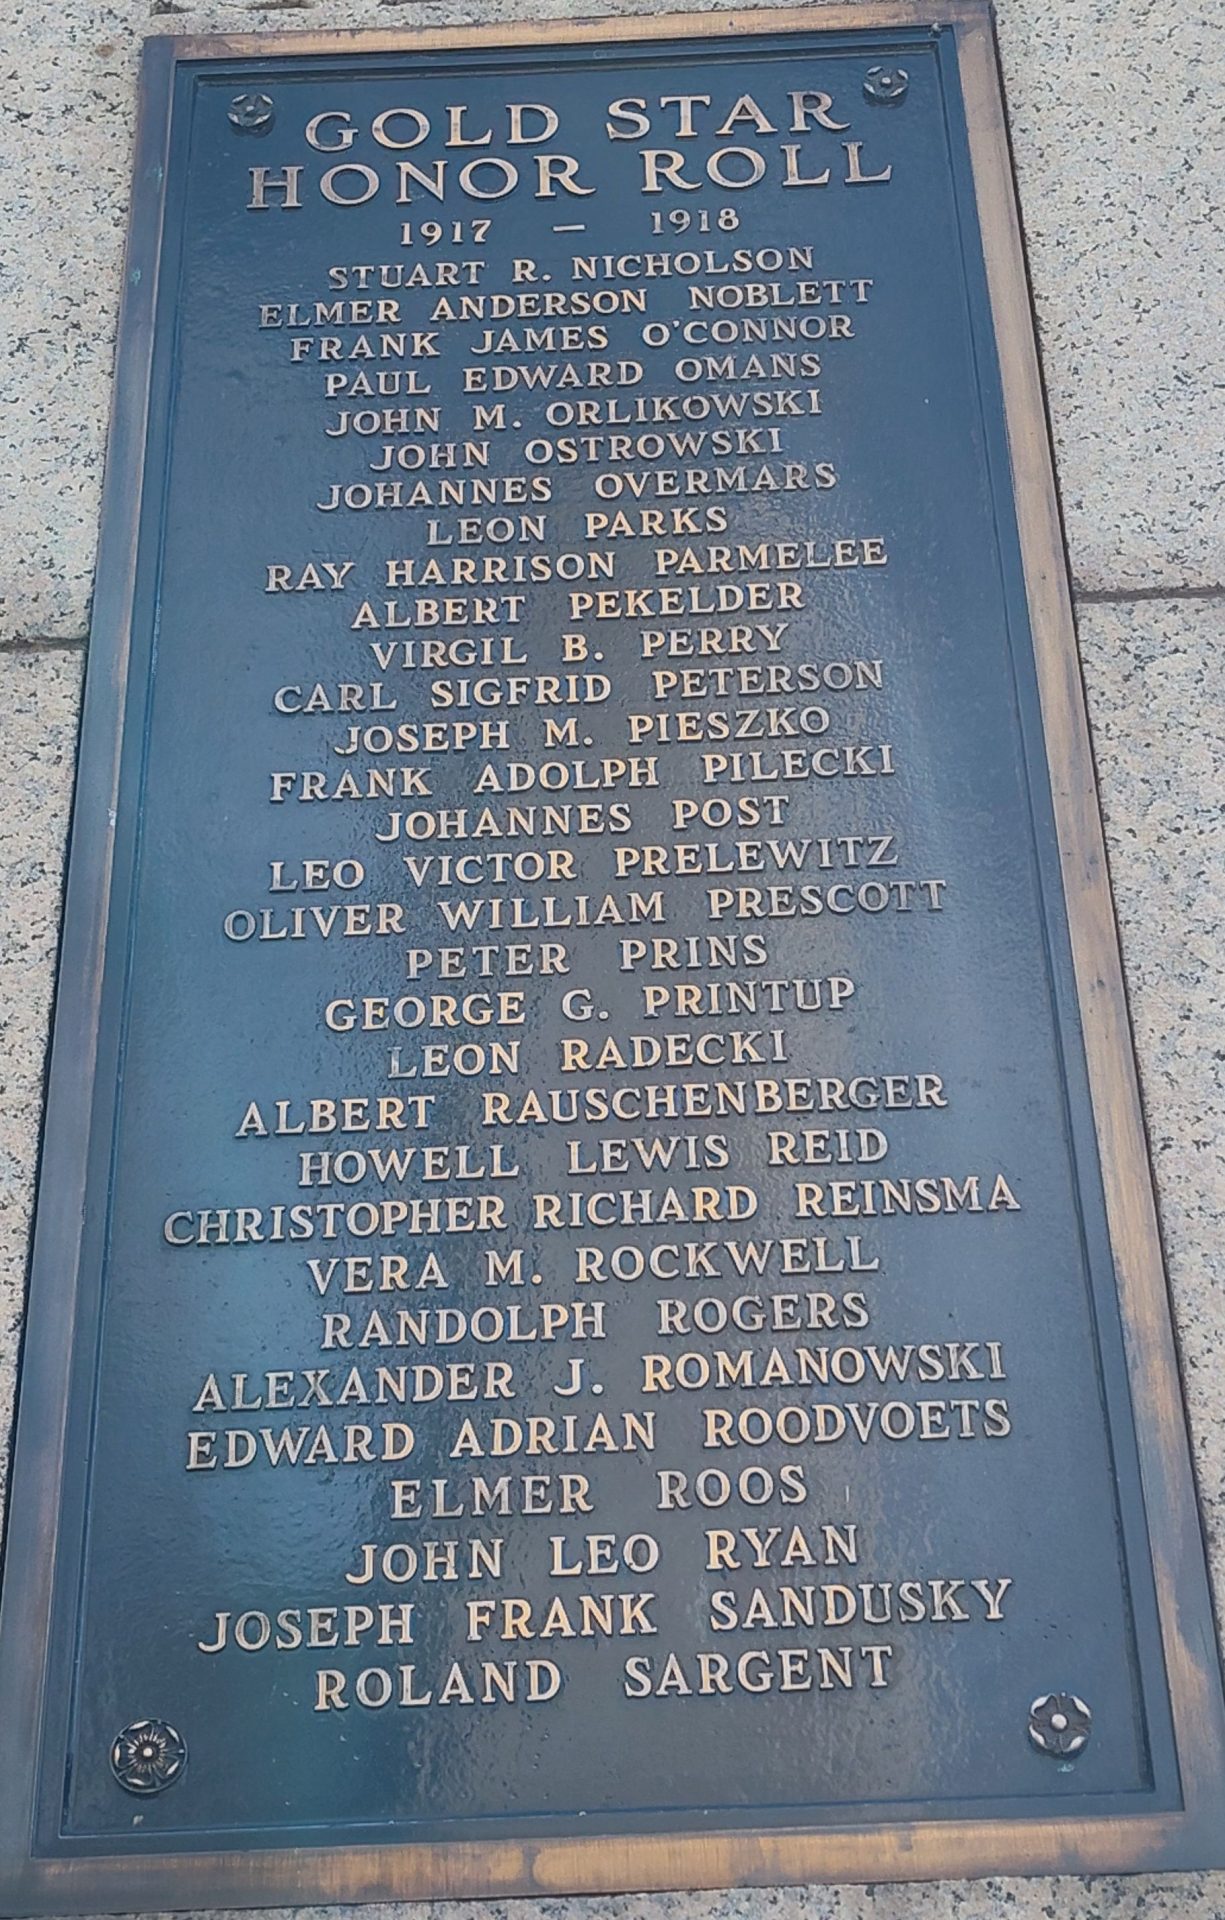 GOLD STAR
HONOR ROLL
1917 — 1918
STUART R. NICHOLSON
ELMER ANDERSON NOBLETT
FRANK JAMES O'CONNOR
PAUL EDWARD OMANS
JOHN M. ORLIKOWSKI
JOHN OSTROWSKI
JOHANNES OVERMARS
LEON PARKS
RAY HARRISON PARMELEE
ALBERT PEKELDER
VIRGIL B. PERRY
CARL SIGFRID PETERSON
JOSEPH M. PIESZKO
FRANK ADOLPH PILECKI
JOHANNES POST
LEO VICTOR PRELEWITZ
OLIVER WILLIAM PRESCOTT
PETER PRINS
GEORGE G. PRINTUP
LEON RADECKI
ALBERT RAUSCHENBERGER
HOWELL LEWIS REID
CHRISTOPHER RICHARD REINSMA
VERA M. ROCKWELL
RANDOLPH ROGERS
ALEXANDER J. ROMANOWSKI
EDWARD ADRIAN ROODVOETS
ELMER ROOS
JOHN LEO RYAN
JOSEPH FRANK SANDUSKY
ROLAND SARGENT